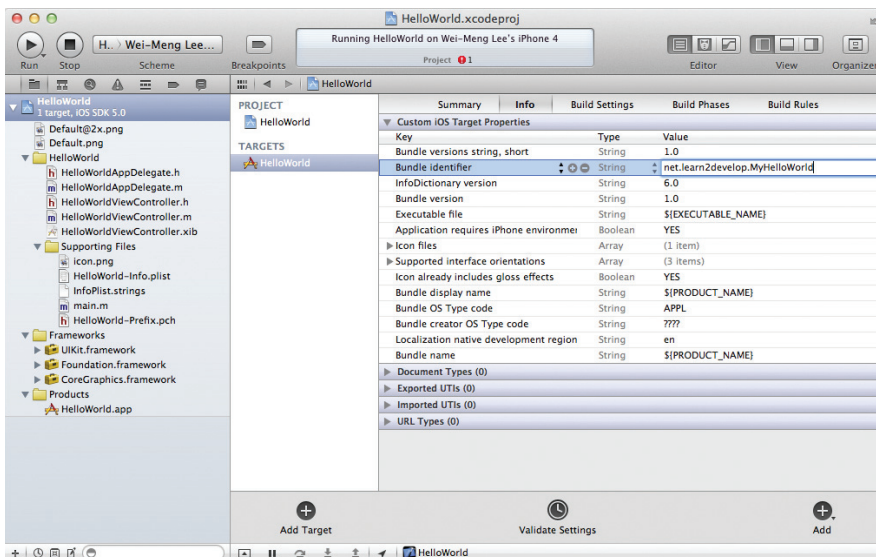 HelloWorld.xcodeproj
Run
Stop
H..
Wei-Meng Lee...
Scheme
Breakpoints
Running HelloWorld on Wei-Meng Lee's iPhone 4
Project 1
Editor
View
Organizer
HelloWorld
HelloWorld
1 target, iOS SDK 5.0
Default@2x.png
Default.png
HelloWorld
HelloWorldAppDelegate.h
HelloWorldAppDelegate.m
HelloWorldViewController.h
HelloWorldViewController.m
HelloWorldViewController.xib
Supporting Files
icon.png
HelloWorld-Info.plist
InfoPlist.strings
main.m
HelloWorld-Prefix.pch
Frameworks
UIKit.framework
Foundation.framework
CoreGraphics.framework
Products
HelloWorld.app
PROJECT
HelloWorld
TARGETS
HelloWorld
Summary Info Build Settings Build Phases Build Rules
Custom iOS Target Properties
Key Type Value
Bundle versions string, short String 1.0
Bundle identifier String net.learn2develop.MyHelloWorld
InfoDictionary version String 6.0
Bundle version String 1.0
Executable file String ${EXECUTABLE_NAME}
Application requires iPhone environmer Boolean YES
Icon files Array (1 item)
Supported interface orientations Array (3 items)
Icon already includes gloss effects Boolean YES
Bundle display name String ${PRODUCT_NAME}
Bundle OS Type code String APPL
Bundle creator OS Type code String ????
Localization native development region String en
Bundle name String ${PRODUCT_NAME}
Document Types (0)
Exported UTIs (0)
Imported UTIs (0)
URL Types (0)
Add Target
Validate Settings
Add
HelloWorld